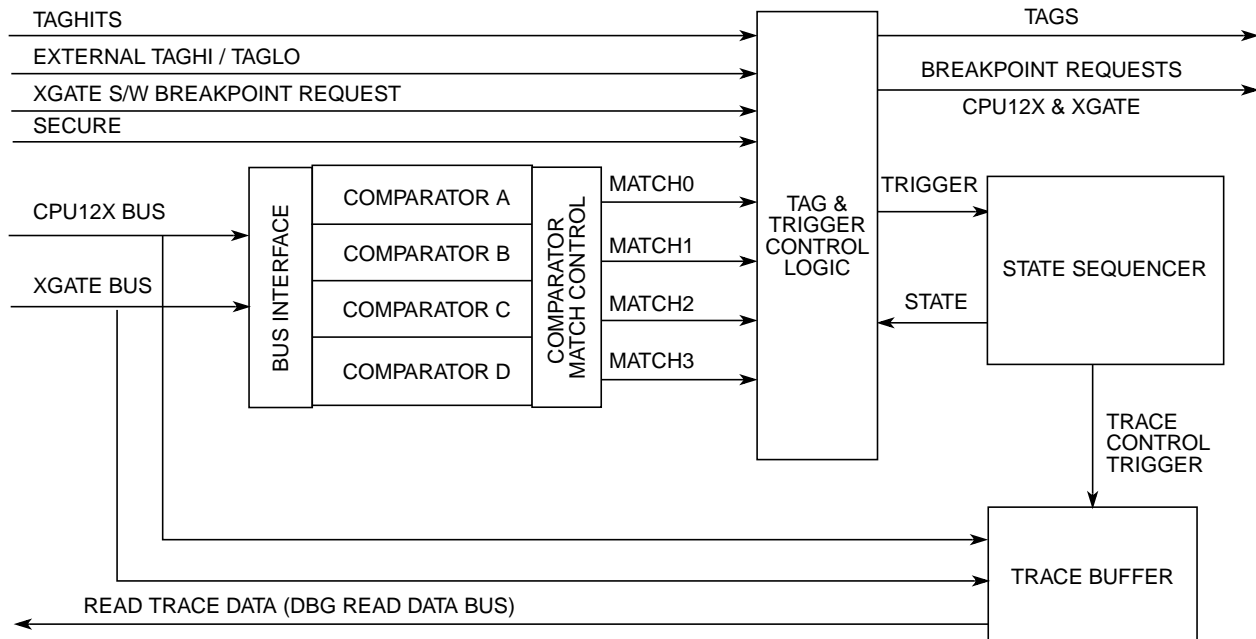 TAGHITS
TAGS
EXTERNAL TAGHI / TAGLO
BREAKPOINT REQUESTS
XGATE S/W BREAKPOINT REQUEST
CPU12X & XGATE
SECURE
CPU12X BUS
XGATE BUS
BUS INTERFACE
COMPARATOR A
COMPARATOR B
COMPARATOR C
COMPARATOR D
COMPARATOR
MATCH CONTROL
MATCH0
MATCH1
MATCH2
MATCH3
TAG &
TRIGGER
CONTROL
LOGIC
TRIGGER
STATE
STATE SEQUENCER
TRACE
CONTROL
TRIGGER
TRACE BUFFER
READ TRACE DATA (DBG READ DATA BUS)